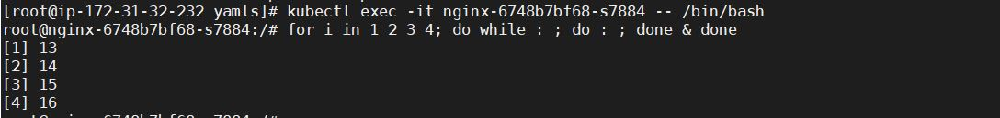 [root@ip-172-31-32-232 yamls]# kubectl exec -it nginx-6748b7bf68-s7884 -- /bin/bash
root@nginx-6748b7bf68-s7884:/# for i in 1 2 3 4; do while : ; do : ; done & done
[1] 13
[2] 14
[3] 15
[4] 16